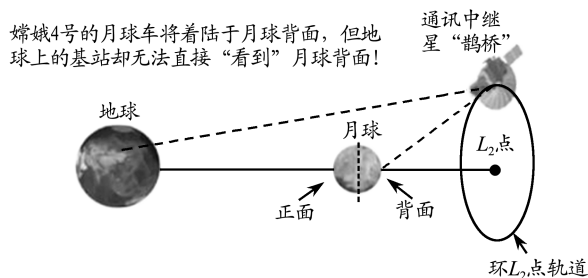 嫦娥4号的月球车将着陆于月球背面，但地
球上的基站却无法直接“看到”月球背面！
通讯中继
星“鹊桥”
地球
月球
L₂点
正面
背面
环L₂点轨道